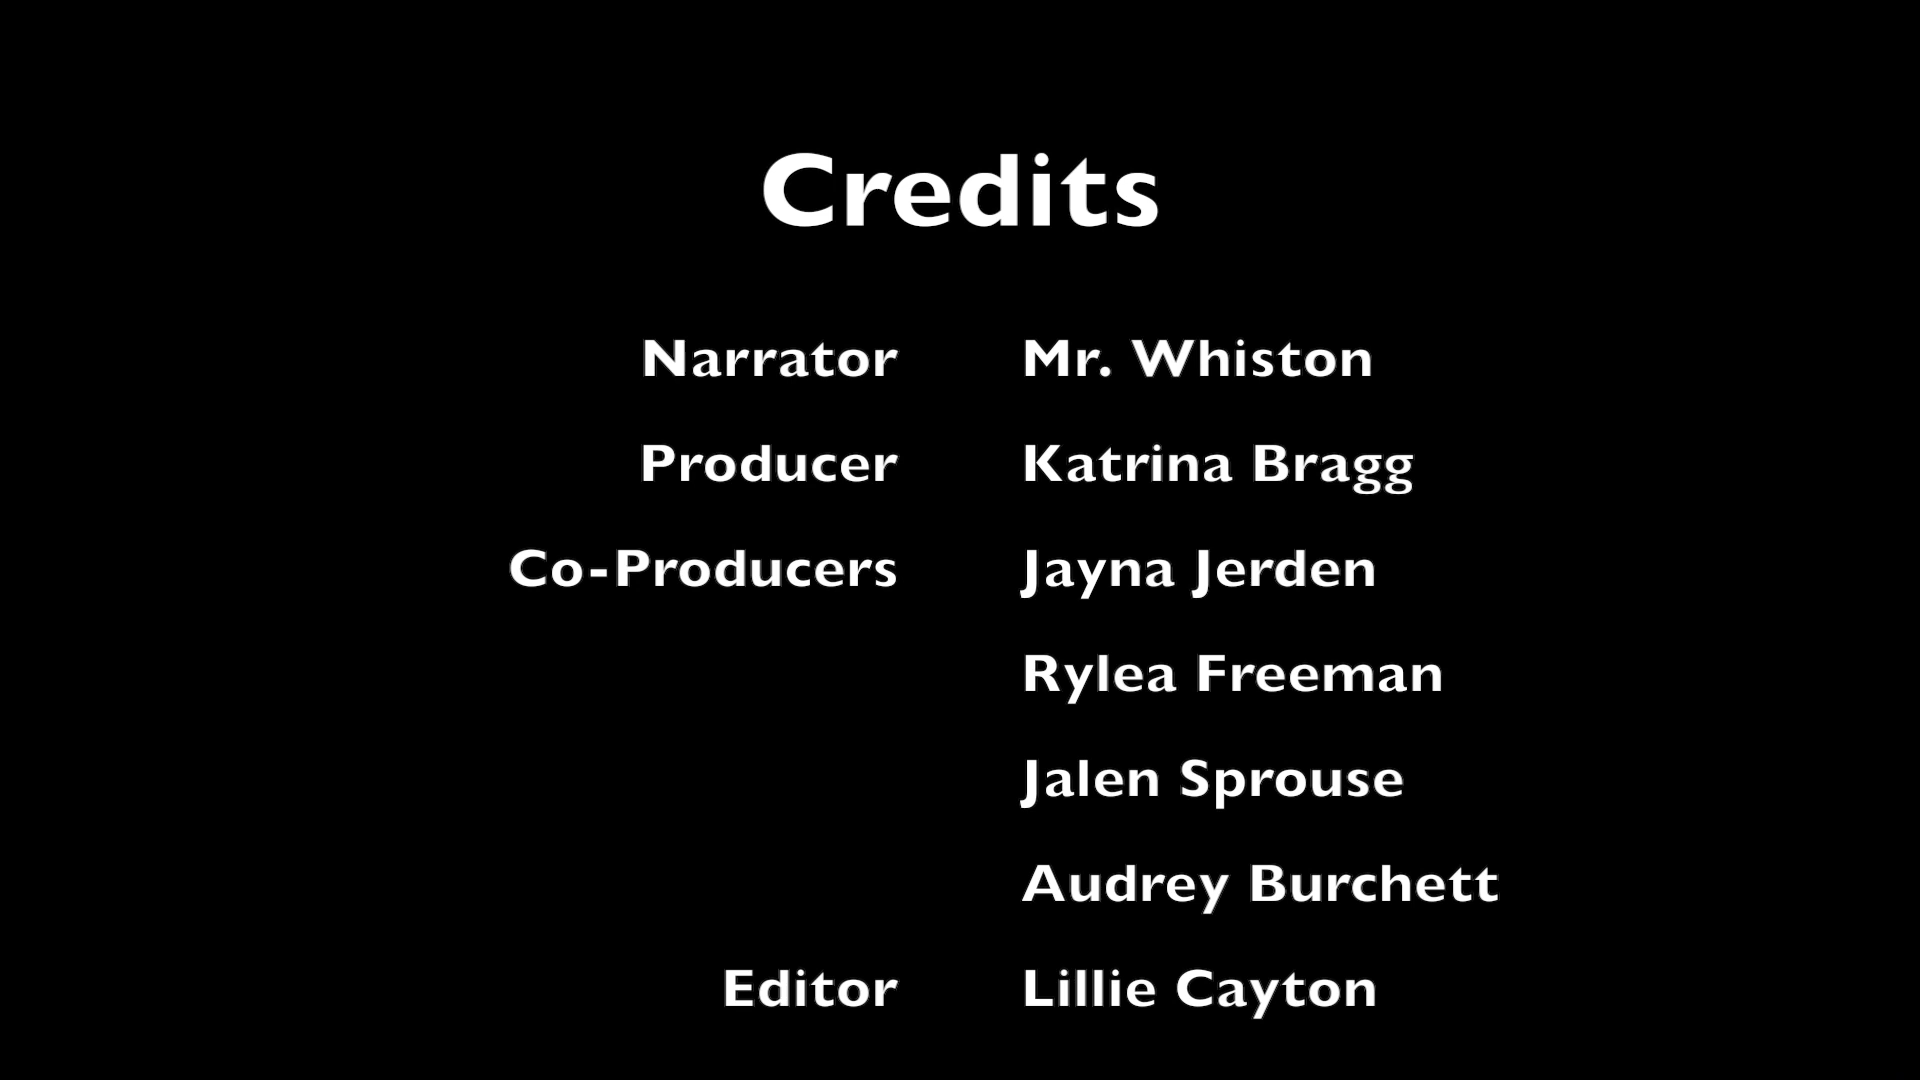 Credits
Narrator Mr. Whiston
Producer Katrina Bragg
Co-Producers Jayna Jerden
Rylea Freeman
Jalen Sprouse
Audrey Burchett
Editor Lillie Cayton